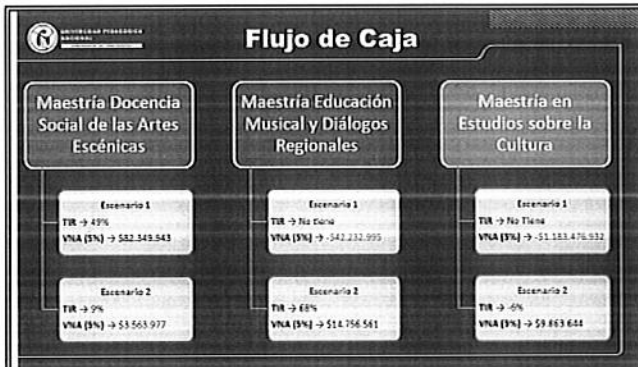 UNIVERSIDAD PEDAGOGICA
NACIONAL
Flujo de Caja
Maestría Docencia
Social de las Artes
Escénicas
Escenario 1
TIR → 49%
VNA (5%) → $82.349.543
Escenario 2
TIR → 9%
VNA (5%) → $3.563.977
Maestría Educación
Musical y Diálogos
Regionales
Escenario 1
TIR → No tiene
VNA (5%) → -$42.232.995
Escenario 2
TIR → 68%
VNA (5%) → $14.756.561
Maestría en
Estudios sobre la
Cultura
Escenario 1
TIR → No Tiene
VNA (5%) → -$1.183.476.932
Escenario 2
TIR → -6%
VNA (5%) → $9.863.644